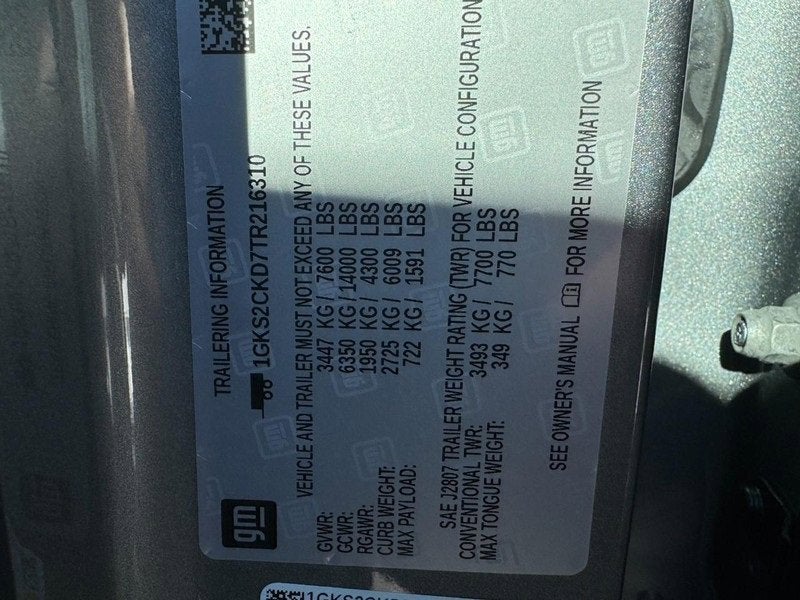 gm
TRAILERING INFORMATION
1GKS2CKD7TR216310
VEHICLE AND TRAILER MUST NOT EXCEED ANY OF THESE VALUES.
GVWR: 3447 KG/ 7600 LBS
GCWR: 6350 KG/14000 LBS
RGAWR: 1950 KG/ 4300 LBS
CURB WEIGHT: 2725 KG/ 6009 LBS
MAX PAYLOAD: 722 KG/ 1591 LBS
SAE J2807 TRAILER WEIGHT RATING (TWR) FOR VEHICLE CONFIGURATION
CONVENTIONAL TWR: 3493 KG/ 7700 LBS
MAX TONGUE WEIGHT: 349 KG/ 770 LBS
SEE OWNER'S MANUAL FOR MORE INFORMATION